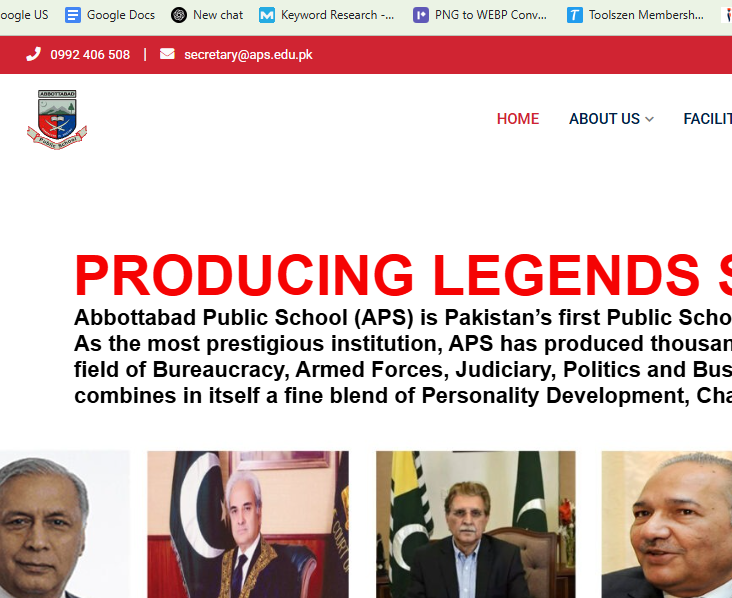 oogle US Google Docs New chat Keyword Research -... PNG to WEBP Conv... Toolszen Membersh...
0992 406 508 | secretary@aps.edu.pk
ABBOTTABAD
Public School
HOME ABOUT US FACILIT
PRODUCING LEGENDS S
Abbottabad Public School (APS) is Pakistan’s first Public Scho
As the most prestigious institution, APS has produced thousan
field of Bureaucracy, Armed Forces, Judiciary, Politics and Bus
combines in itself a fine blend of Personality Development, Cha